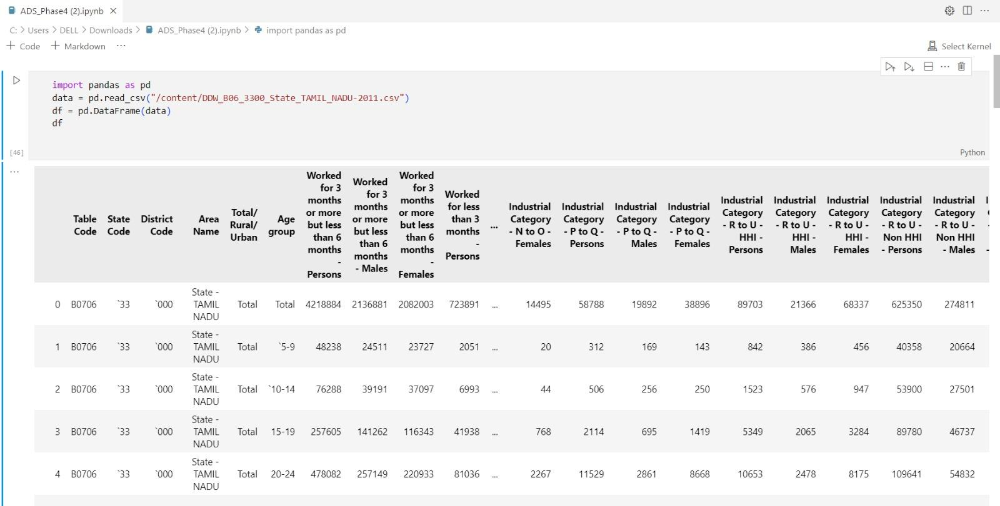 ADS_Phase4 (2).ipynb
C: > Users > DELL > Downloads > ADS_Phase4 (2).ipynb > import pandas as pd
+ Code + Markdown ...
Select Kernel
import pandas as pd
data = pd.read_csv("/content/DDW_B06_3300_State_TAMIL_NADU-2011.csv")
df = pd.DataFrame(data)
df
[46]
Python
...
Table Code
State Code
District Code
Area Name
Total/ Rural/ Urban
Age group
Worked for 3 months or more but less than 6 months - Persons
Worked for 3 months or more but less than 6 months - Males
Worked for 3 months or more but less than 6 months - Females
Worked for less than 3 months - Persons
...
Industrial Category - N to O - Females
Industrial Category - P to Q - Persons
Industrial Category - P to Q - Males
Industrial Category - P to Q - Females
Industrial Category - R to U - HHI - Persons
Industrial Category - R to U - HHI - Males
Industrial Category - R to U - HHI - Females
Industrial Category - R to U - Non HHI - Persons
Industrial Category - R to U - Non HHI - Males
0 B0706 `33 `000 State - TAMIL NADU Total Total 4218884 2136881 2082003 723891 ... 14495 58788 19892 38896 89703 21366 68337 625350 274811
1 B0706 `33 `000 State - TAMIL NADU Total `5-9 48238 24511 23727 2051 ... 20 312 169 143 842 386 456 40358 20664
2 B0706 `33 `000 State - TAMIL NADU Total `10-14 76288 39191 37097 6993 ... 44 506 256 250 1523 576 947 53900 27501
3 B0706 `33 `000 State - TAMIL NADU Total 15-19 257605 141262 116343 41938 ... 768 2114 695 1419 5349 2065 3284 89780 46737
4 B0706 `33 `000 State - TAMIL NADU Total 20-24 478082 257149 220933 81036 ... 2267 11529 2861 8668 10653 2478 8175 109641 54832